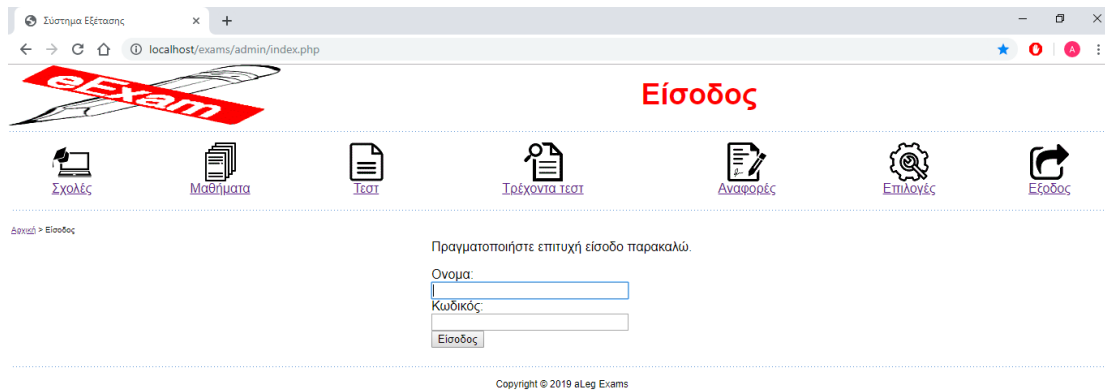 Σύστημα Εξέτασης
localhost/exams/admin/index.php
A
eExam
Είσοδος
Σχολές Μαθήματα Τεστ Τρέχοντα τεστ Αναφορές Επιλογές Εξοδος
Αρχική > Είσοδος
Πραγματοποιήστε επιτυχή είσοδο παρακαλώ.
Ονομα:
Κωδικός:
Είσοδος
Copyright © 2019 aLeg Exams